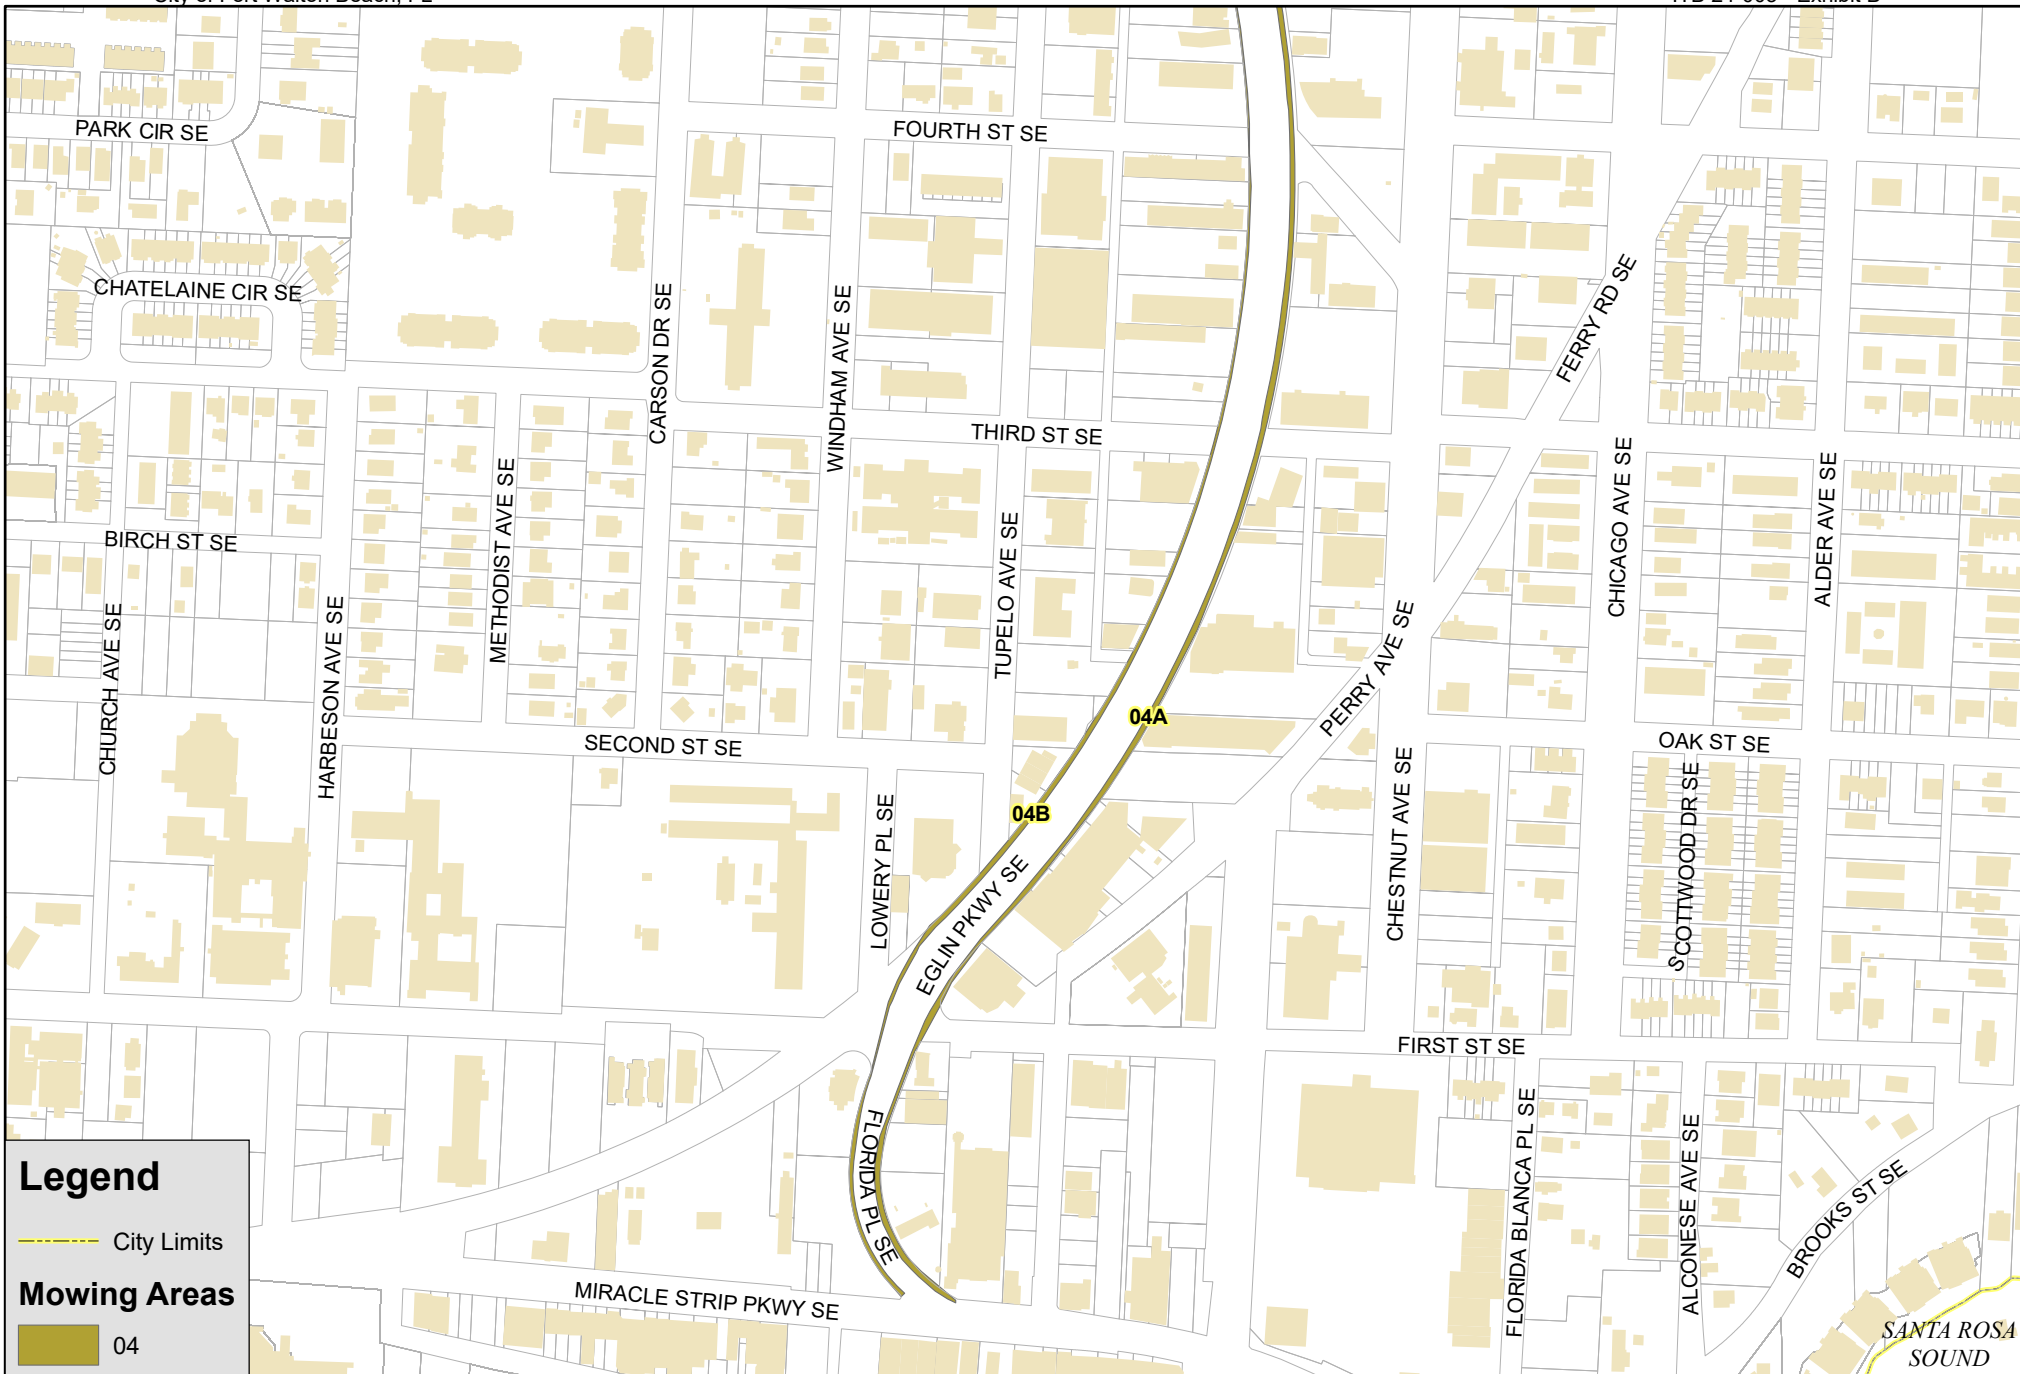 PARK CIR SE
FOURTH ST SE
CHATELAINE CIR SE
CARSON DR SE
WINDHAM AVE SE
FERRY RD SE
THIRD ST SE
METHODIST AVE SE
TUPELO AVE SE
CHICAGO AVE SE
ALDER AVE SE
BIRCH ST SE
CHURCH AVE SE
HARBESON AVE SE
PERRY AVE SE
04A
SECOND ST SE
OAK ST SE
CHESTNUT AVE SE
SCOTTWOOD DR SE
LOWERY PL SE
04B
EGLIN PKWY SE
FIRST ST SE
FLORIDA PL SE
FLORIDA BLANCA PL SE
ALCONESE AVE SE
BROOKS ST SE
MIRACLE STRIP PKWY SE
SANTA ROSA
SOUND
Legend
City Limits
Mowing Areas
04